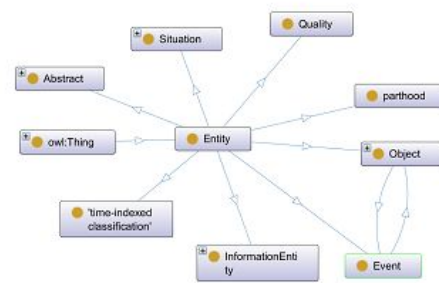 Quality
Situation
Abstract
parthood
Entity
owl:Thing
Object
'time-indexed
classification'
InformationEnti
ty
Event